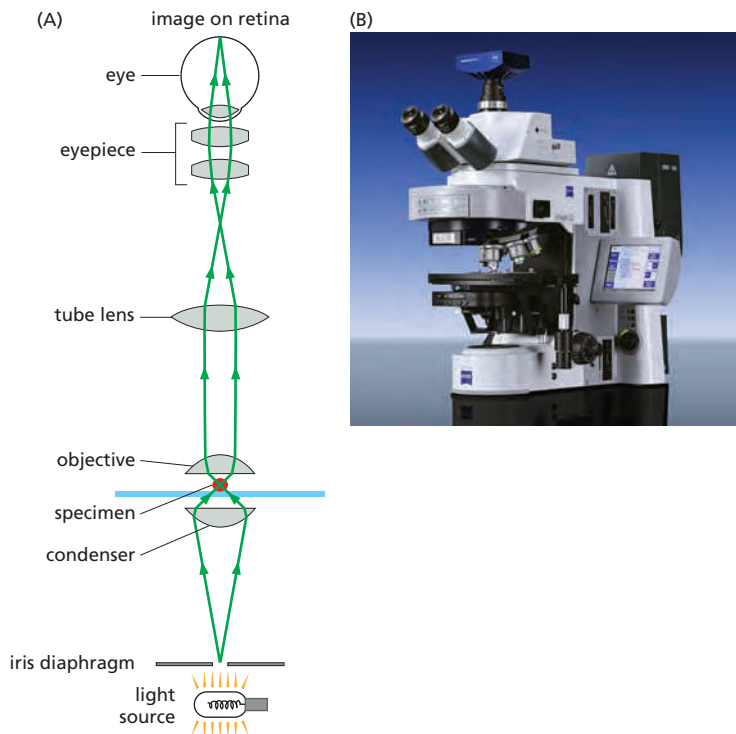 (A)
image on retina
eye
eyepiece
tube lens
objective
specimen
condenser
iris diaphragm
light
source
(B)